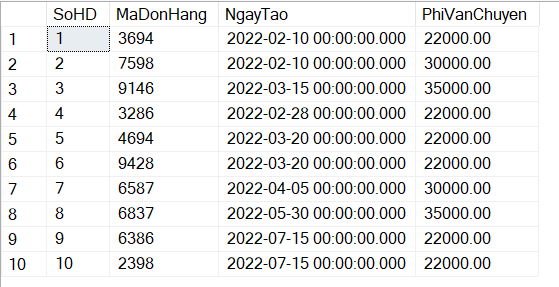 SoHD MaDonHang NgayTao PhiVanChuyen
1 1 3694 2022-02-10 00:00:00.000 22000.00
2 2 7598 2022-02-10 00:00:00.000 30000.00
3 3 9146 2022-03-15 00:00:00.000 35000.00
4 4 3286 2022-02-28 00:00:00.000 22000.00
5 5 4694 2022-03-20 00:00:00.000 22000.00
6 6 9428 2022-03-20 00:00:00.000 22000.00
7 7 6587 2022-04-05 00:00:00.000 30000.00
8 8 6837 2022-05-30 00:00:00.000 35000.00
9 9 6386 2022-07-15 00:00:00.000 22000.00
10 10 2398 2022-07-15 00:00:00.000 22000.00